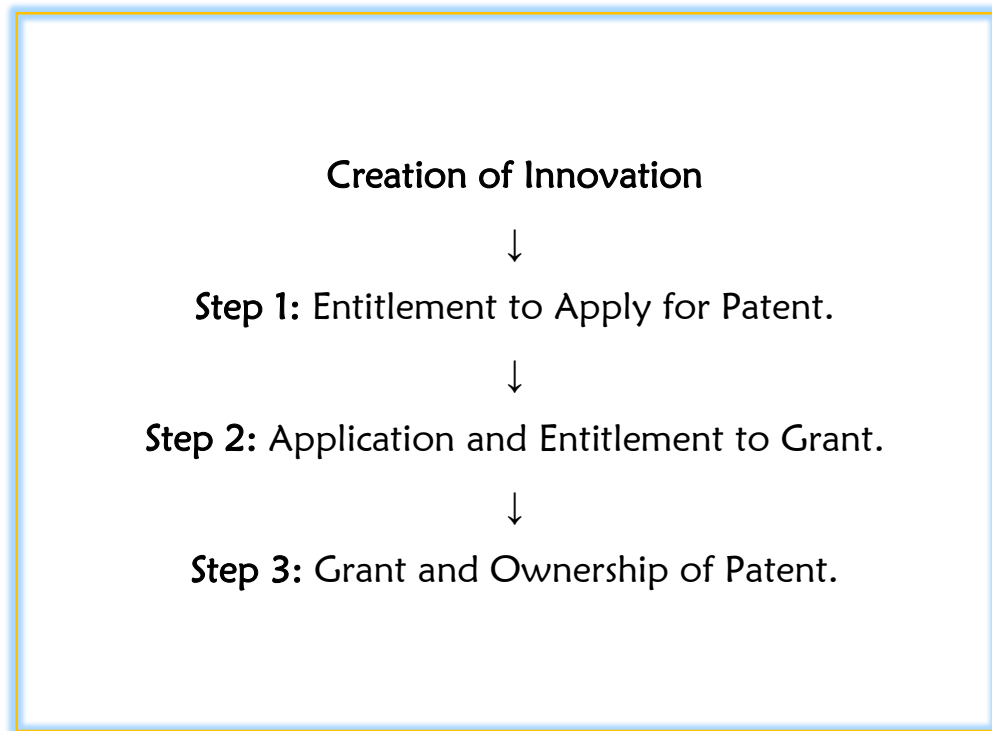 Creation of Innovation
↓
Step 1: Entitlement to Apply for Patent.
↓
Step 2: Application and Entitlement to Grant.
↓
Step 3: Grant and Ownership of Patent.